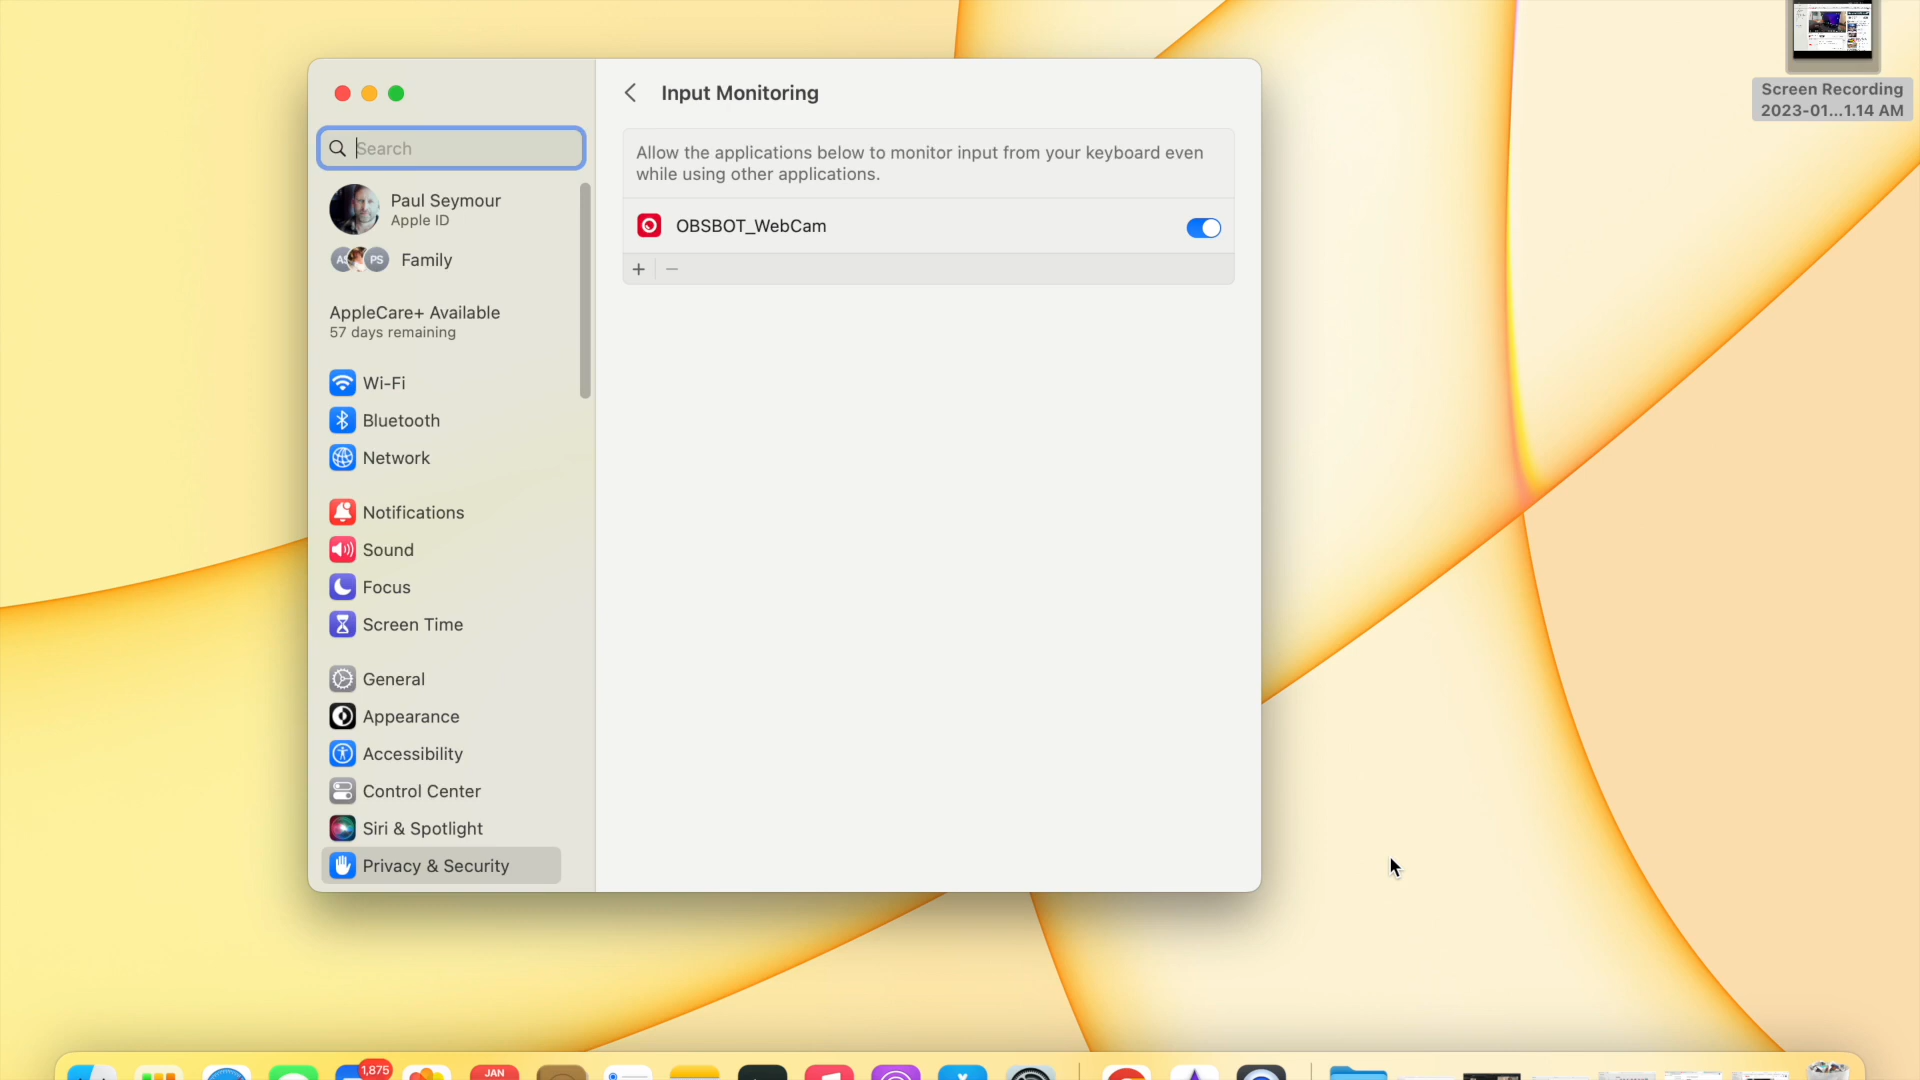 Input Monitoring
Screen Recording
2023-01...1.14 AM
Search
Allow the applications below to monitor input from your keyboard even
while using other applications.
OBSBOT_WebCam
+
−
Paul Seymour
Apple ID
PS
Family
AppleCare+ Available
57 days remaining
Wi-Fi
Bluetooth
Network
Notifications
Sound
Focus
Screen Time
General
Appearance
Accessibility
Control Center
Siri & Spotlight
Privacy & Security
1,875
JAN